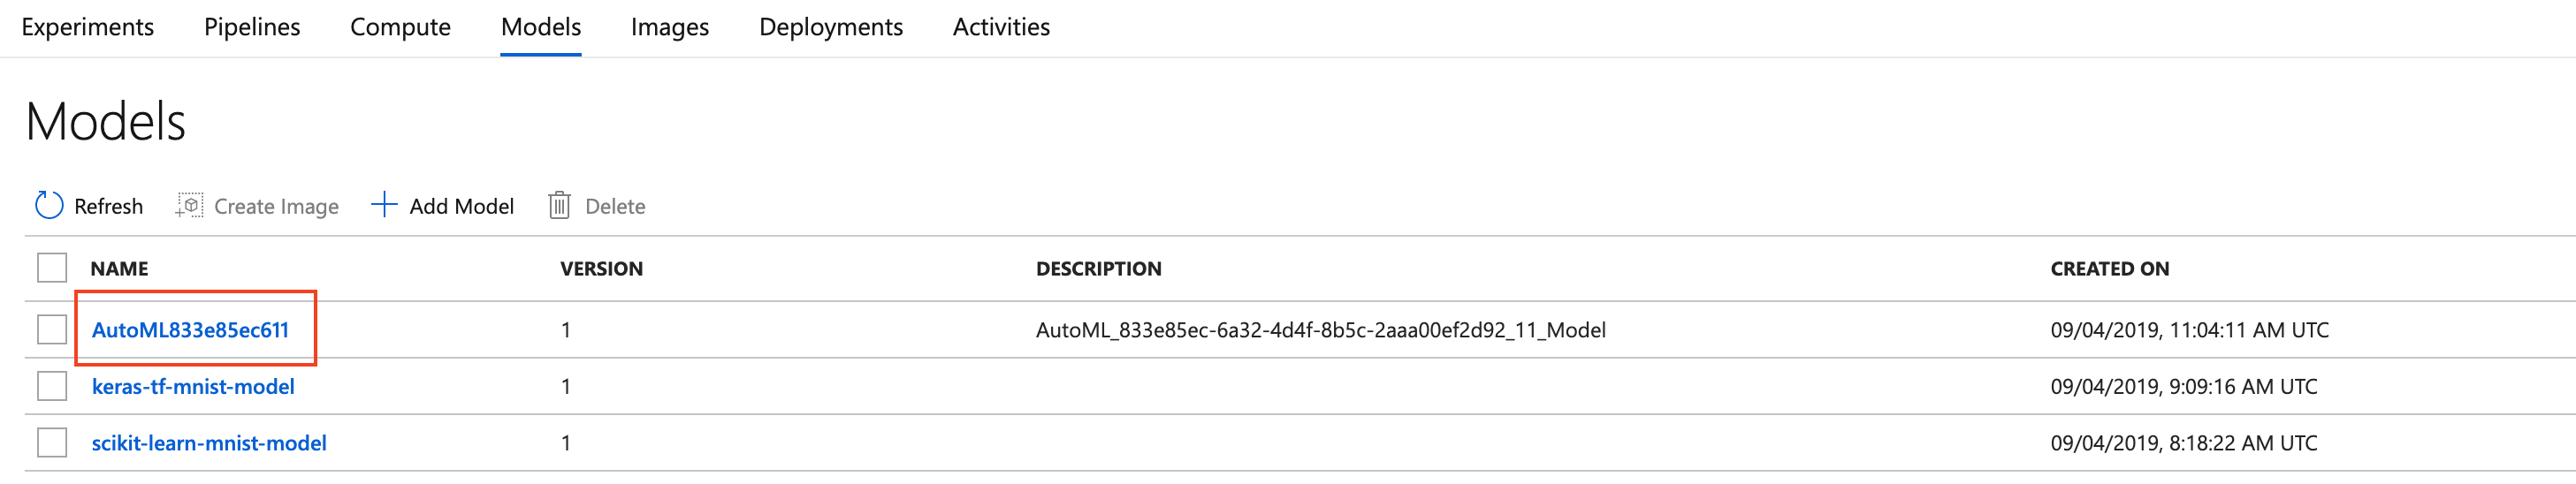 Experiments Pipelines Compute Models Images Deployments Activities
Models
Refresh Create Image Add Model Delete
NAME VERSION DESCRIPTION CREATED ON
AutoML833e85ec611 1 AutoML_833e85ec-6a32-4d4f-8b5c-2aaa00ef2d92_11_Model 09/04/2019, 11:04:11 AM UTC
keras-tf-mnist-model 1 09/04/2019, 9:09:16 AM UTC
scikit-learn-mnist-model 1 09/04/2019, 8:18:22 AM UTC